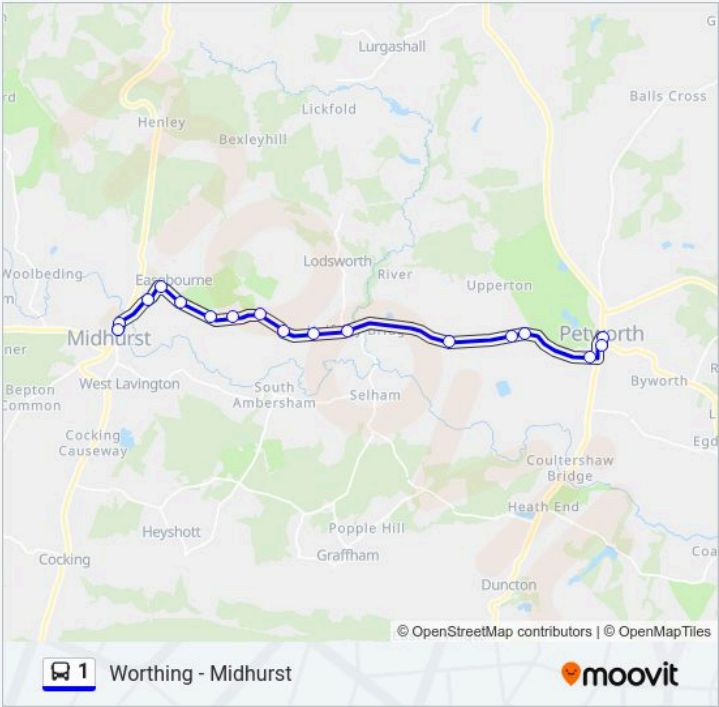 Lurgashall
G
Balls Cross
rd
Lickfold
Henley
Bexleyhill
Lodsworth
River
Woolbeding
m
Easebourne
Upperton
Midhurst
Petworth
ner
West Lavington
Bepton
Common
South
Ambersham
Selham
Byworth
L
Egd
Cocking
Causeway
Coultershaw
Bridge
Heath End
Heyshott
Popple Hill
Graffham
Coa
Cocking
Duncton
© OpenStreetMap contributors | © OpenMapTiles
1 Worthing - Midhurst
moovit